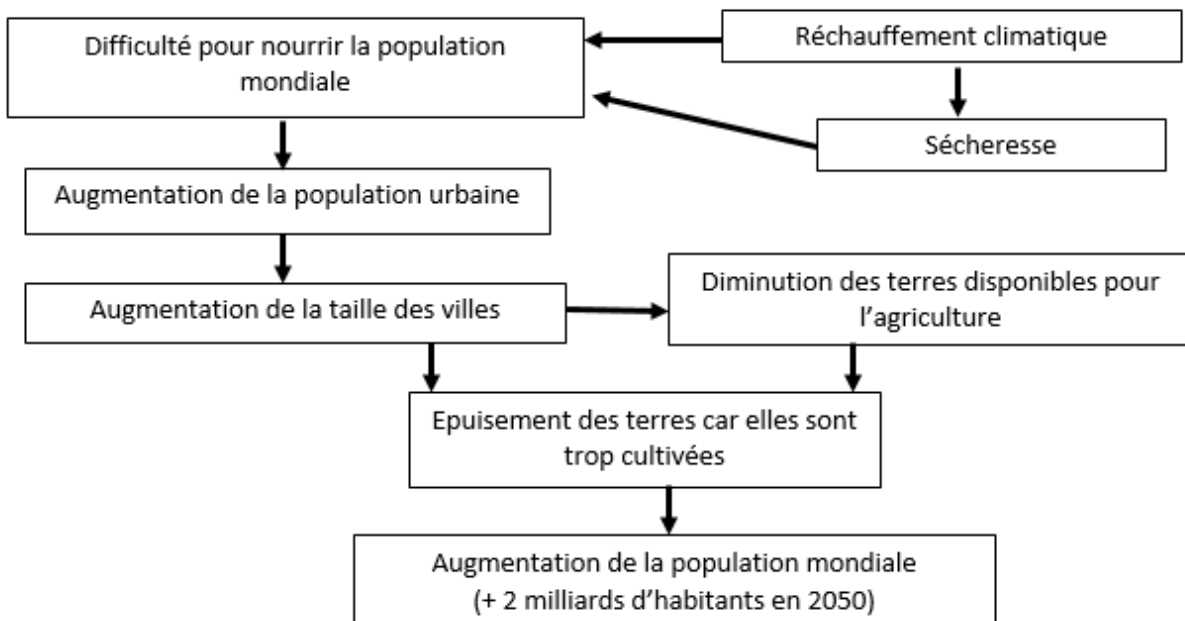 Difficulté pour nourrir la population
mondiale
Réchauffement climatique
Sécheresse
Augmentation de la population urbaine
Augmentation de la taille des villes
Diminution des terres disponibles pour
l’agriculture
Epuisement des terres car elles sont
trop cultivées
Augmentation de la population mondiale
(+ 2 milliards d’habitants en 2050)